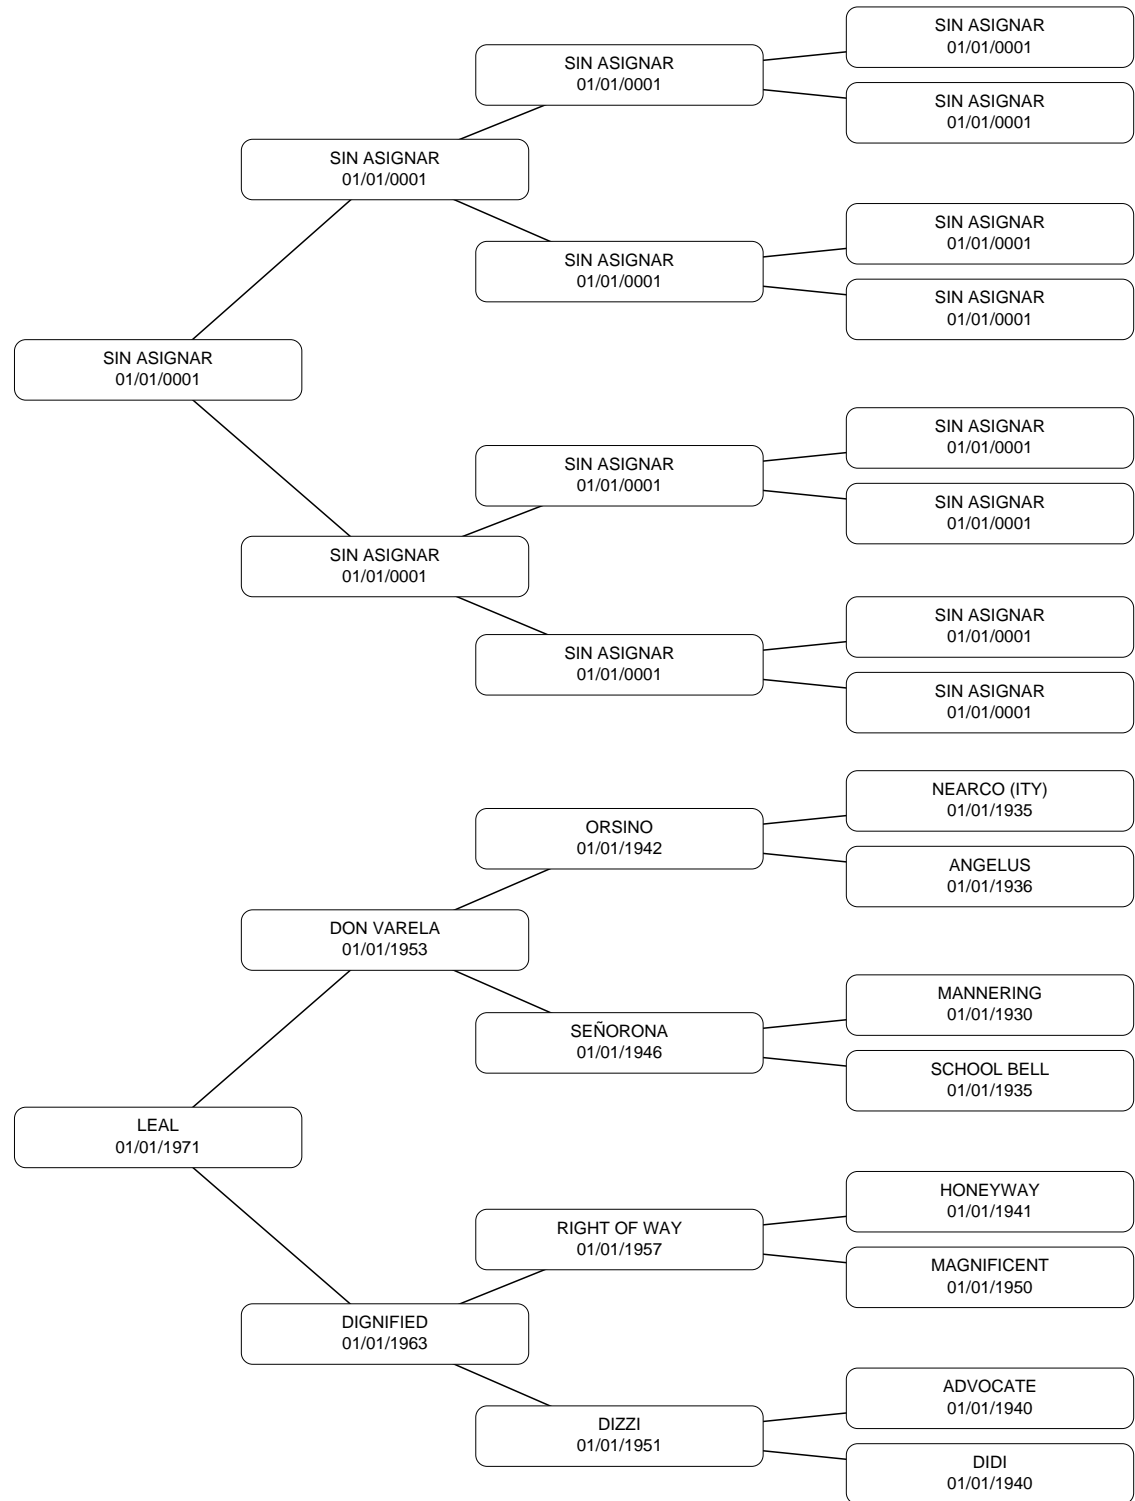 SIN ASIGNAR
01/01/0001
SIN ASIGNAR
01/01/0001
SIN ASIGNAR
01/01/0001
SIN ASIGNAR
01/01/0001
SIN ASIGNAR
01/01/0001
SIN ASIGNAR
01/01/0001
SIN ASIGNAR
01/01/0001
SIN ASIGNAR
01/01/0001
SIN ASIGNAR
01/01/0001
SIN ASIGNAR
01/01/0001
SIN ASIGNAR
01/01/0001
SIN ASIGNAR
01/01/0001
SIN ASIGNAR
01/01/0001
SIN ASIGNAR
01/01/0001
SIN ASIGNAR
01/01/0001
NEARCO (ITY)
01/01/1935
ORSINO
01/01/1942
ANGELUS
01/01/1936
DON VARELA
01/01/1953
MANNERING
01/01/1930
SEÑORONA
01/01/1946
SCHOOL BELL
01/01/1935
LEAL
01/01/1971
HONEYWAY
01/01/1941
RIGHT OF WAY
01/01/1957
MAGNIFICENT
01/01/1950
DIGNIFIED
01/01/1963
ADVOCATE
01/01/1940
DIZZI
01/01/1951
DIDI
01/01/1940